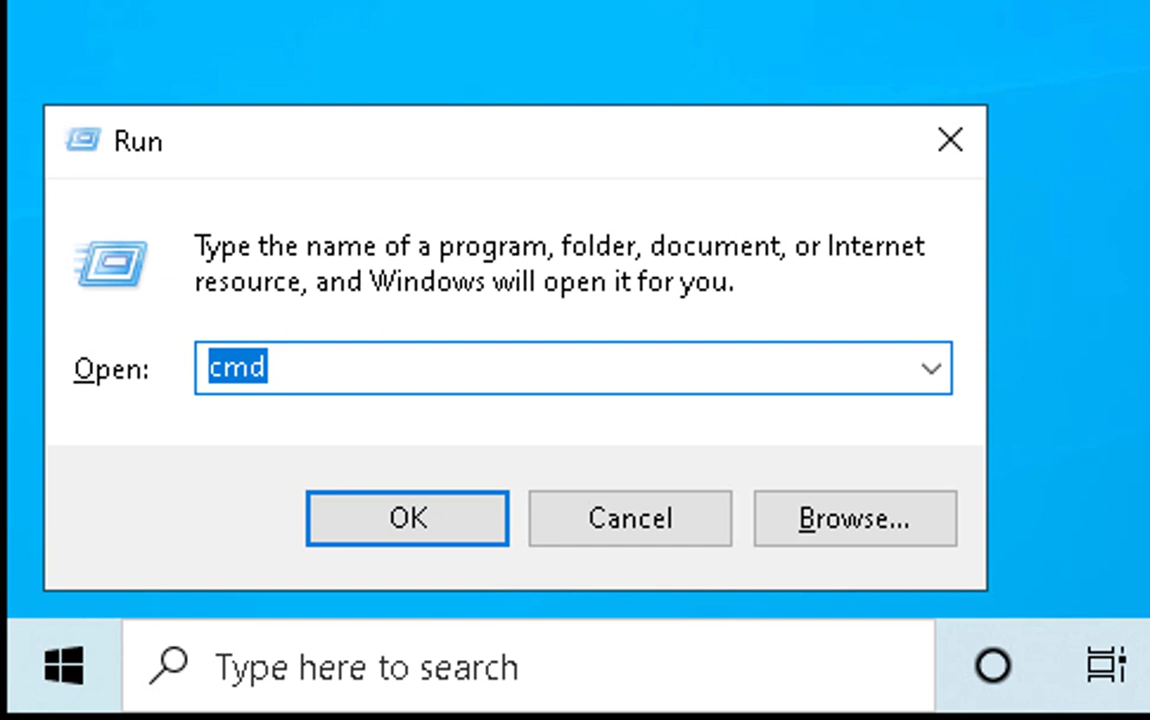 Run
Type the name of a program, folder, document, or Internet
resource, and Windows will open it for you.
Open: cmd
OK Cancel Browse...
Type here to search